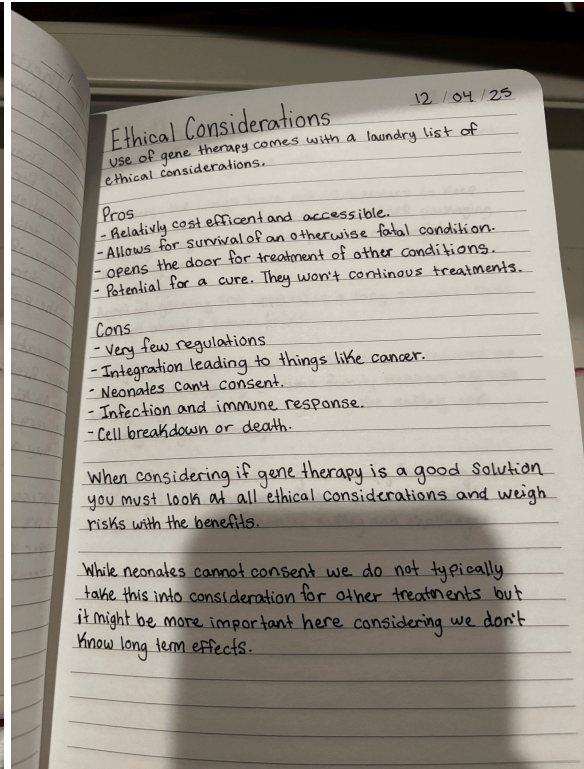 12 / 04 / 25
Ethical Considerations
use of gene therapy comes with a laundry list of
ethical considerations.
Pros
- Relativly cost efficent and accessible.
- Allows for survival of an otherwise fatal condition.
- opens the door for treatment of other conditions.
- Potential for a cure. They won't continous treatments.
Cons
- Very few regulations
- Integration leading to things like cancer.
- Neonates can't consent.
- Infection and immune response.
- Cell breakdown or death.
When considering if gene therapy is a good solution
you must look at all ethical considerations and weigh
risks with the benefits.
While neonates cannot consent we do not typically
take this into consideration for other treatments but
it might be more important here considering we don't
know long term effects.